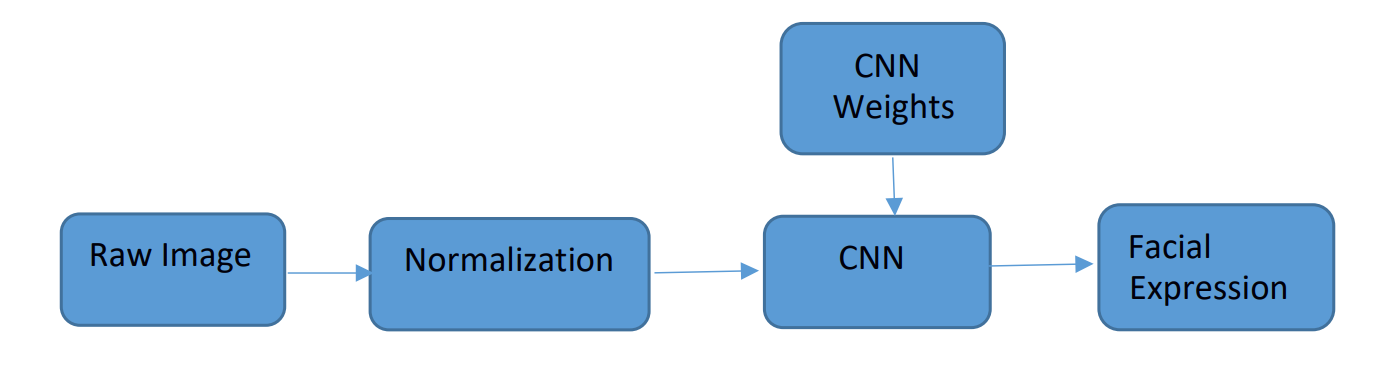 CNN
Weights
Raw Image
Normalization
CNN
Facial
Expression